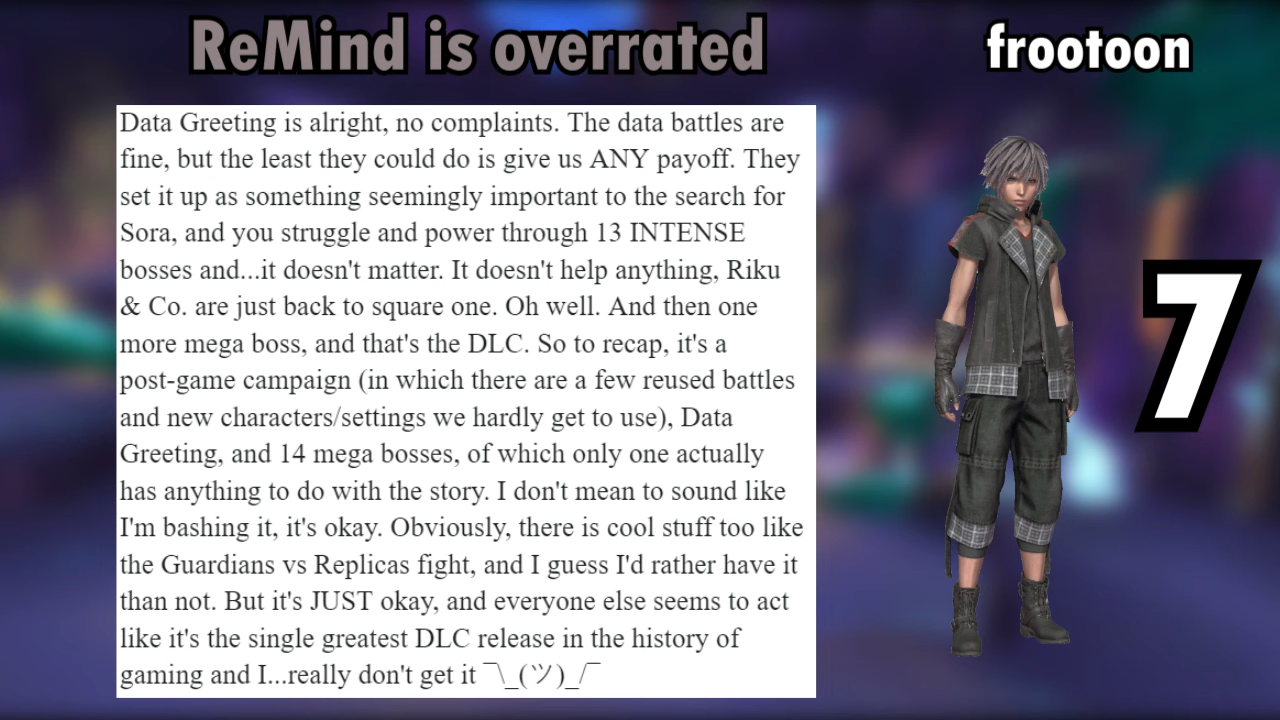 ReMind is overrated
frootoon
Data Greeting is alright, no complaints. The data battles are
fine, but the least they could do is give us ANY payoff. They
set it up as something seemingly important to the search for
Sora, and you struggle and power through 13 INTENSE
bosses and...it doesn't matter. It doesn't help anything, Riku
& Co. are just back to square one. Oh well. And then one
more mega boss, and that's the DLC. So to recap, it's a
post-game campaign (in which there are a few reused battles
and new characters/settings we hardly get to use), Data
Greeting, and 14 mega bosses, of which only one actually
has anything to do with the story. I don't mean to sound like
I'm bashing it, it's okay. Obviously, there is cool stuff too like
the Guardians vs Replicas fight, and I guess I'd rather have it
than not. But it's JUST okay, and everyone else seems to act
like it's the single greatest DLC release in the history of
gaming and I...really don't get it ¯\_(ツ)_/¯
7